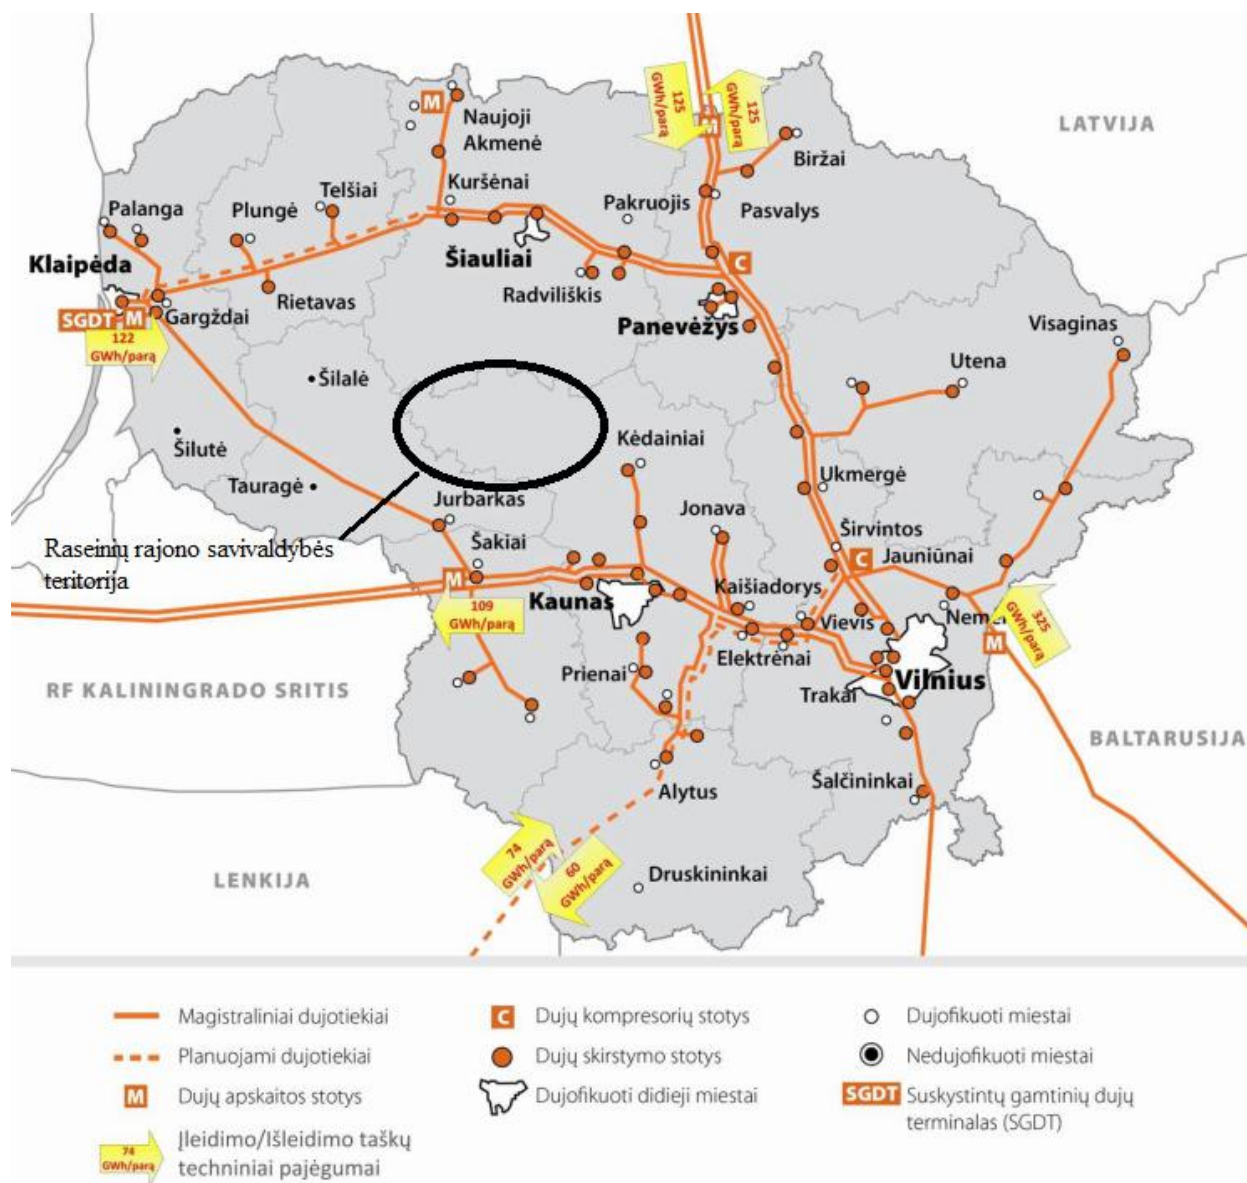 125
GWh/parą
125
GWh/parą
M
LATVIJA
M
Naujoji
Akmenė
Biržai
Telšiai
Kuršėnai
Palanga
Plungė
Pakruojis
Pasvalys
Klaipėda
Šiauliai
C
Rietavas
Radviliškis
SGDT
M
Gargždai
Panevėžys
Visaginas
122
GWh/parą
Utena
Šilalė
Šilutė
Kėdainiai
Tauragė
Jurbarkas
Ukmergė
Jonava
Širvintos
Raseinių rajono savivaldybės
teritorija
Šakiai
C
Jauniūnai
M
Kaunas
Kaišiadorys
109
GWh/parą
Vievis
325
GWh/parą
M
Elektrėnai
Prienai
Vilnius
RF KALININGRADO SRITIS
Trakai
BALTARUSIJA
Alytus
Šalčininkai
74
GWh/parą
60
GWh/parą
LENKIJA
Druskininkai
Magistraliniai dujotiekiai
C Dujų kompresorių stotys
Dujofikuoti miestai
Planuojami dujotiekiai
Dujų skirstymo stotys
Nedujofikuoti miestai
M Dujų apskaitos stotys
Dujofikuoti didieji miestai
SGDT Suskystintų gamtinių dujų
terminalas (SGDT)
74
GWh/parą
Įleidimo/Išleidimo taškų
techniniai pajėgumai